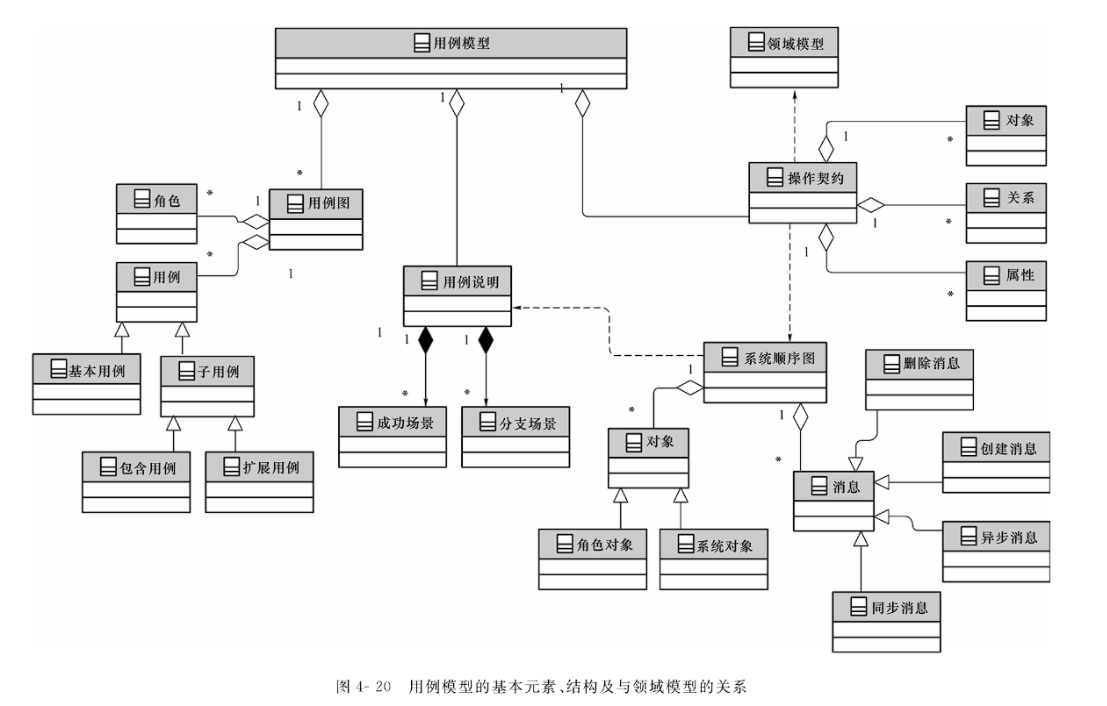 用例模型
领域模型
1
1
1
1
对象
*
*
操作契约
角色
*
1
用例图
关系
1
*
*
用例
1
1
属性
*
用例说明
1
1
1
系统顺序图
删除消息
基本用例
子用例
1
*
*
*
1
成功场景
分支场景
对象
创建消息
*
包含用例
扩展用例
消息
角色对象
系统对象
异步消息
同步消息
图 4-20 用例模型的基本元素、结构及与领域模型的关系